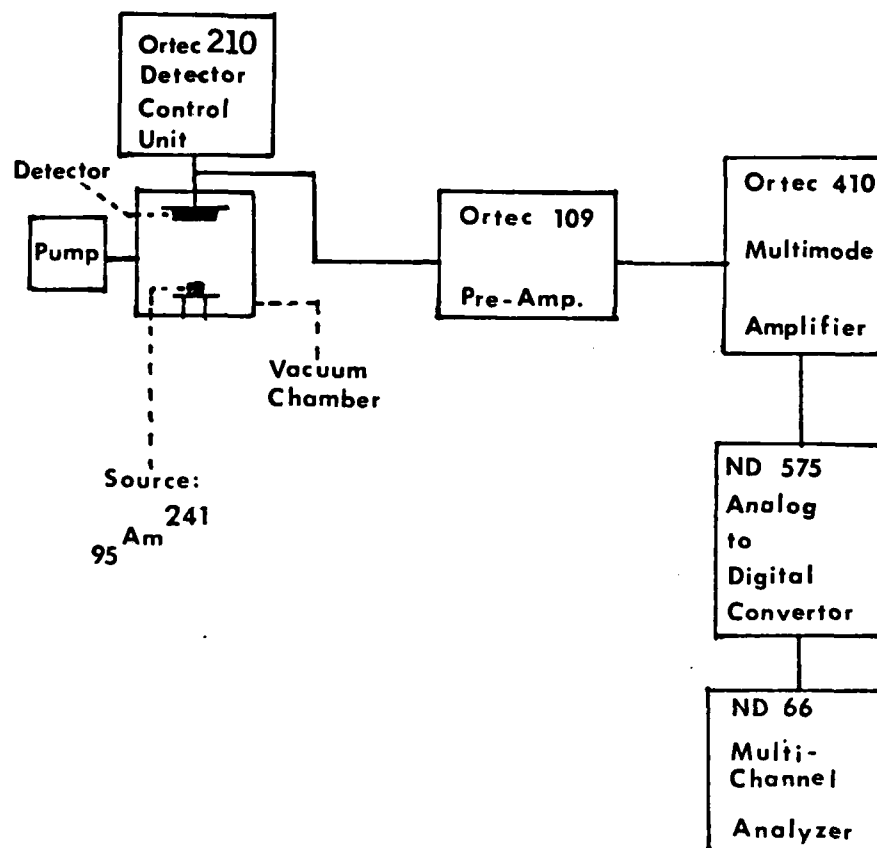 Ortec 210
Detector
Control
Unit
Detector
Pump
Ortec 109
Pre-Amp.
Ortec 410
Multimode
Amplifier
Vacuum
Chamber
Source:
95 Am 241
ND 575
Analog
to
Digital
Convertor
ND 66
Multi-
Channel
Analyzer